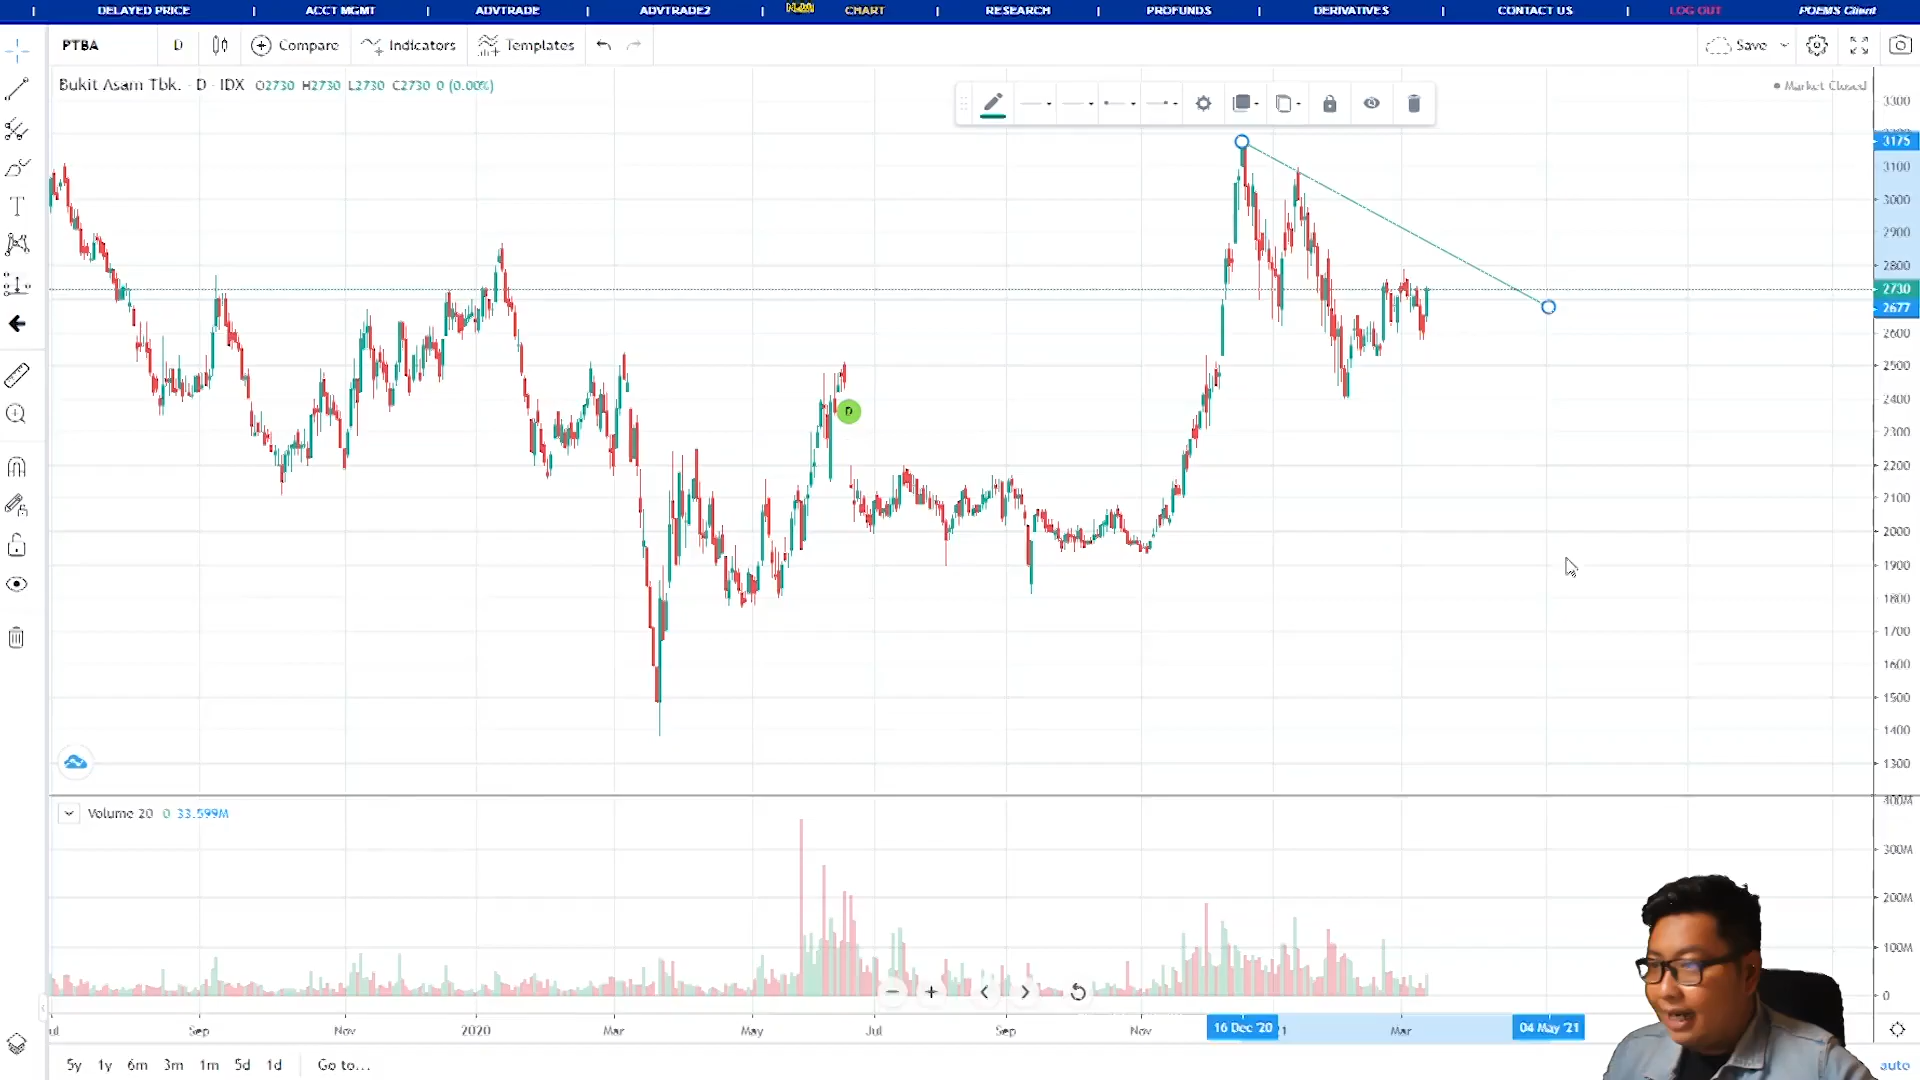 DELAYED PRICE | ACCT MGMT | ADVTRADE | ADVTRADE2 | CHART | RESEARCH | PROFUNDS | DERIVATIVES | CONTACT US | LOG OUT POEMS Client
PTBA D Compare Indicators Templates Save
Bukit Asam Tbk. · D · IDX O2730 H2730 L2730 C2730 0 (0.00%)
Market Closed
3300
3175
3100
3000
2900
2800
2730
2677
2600
2500
2400
2300
2200
2100
2000
1900
1800
1700
1600
1500
1400
1300
D
Volume 20 0 33.599M
400M
300M
200M
100M
0
Sep Nov 2020 Mar May Jul Sep Nov 16 Dec '20 Mar 04 May '21
5y 1y 6m 3m 1m 5d 1d Go to... auto